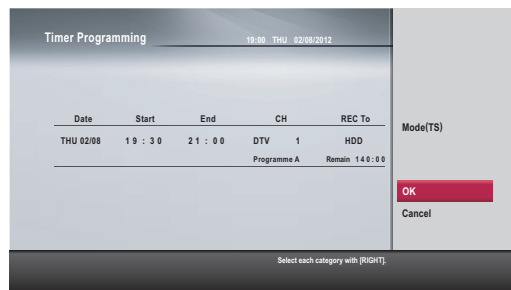 Timer Programming
19:00 THU 02/08/2012
Date Start End CH REC To
THU 02/08 19 : 30 21 : 00 DTV 1 HDD
Programme A Remain 140:00
Mode(TS)
OK
Cancel
Select each category with [RIGHT].